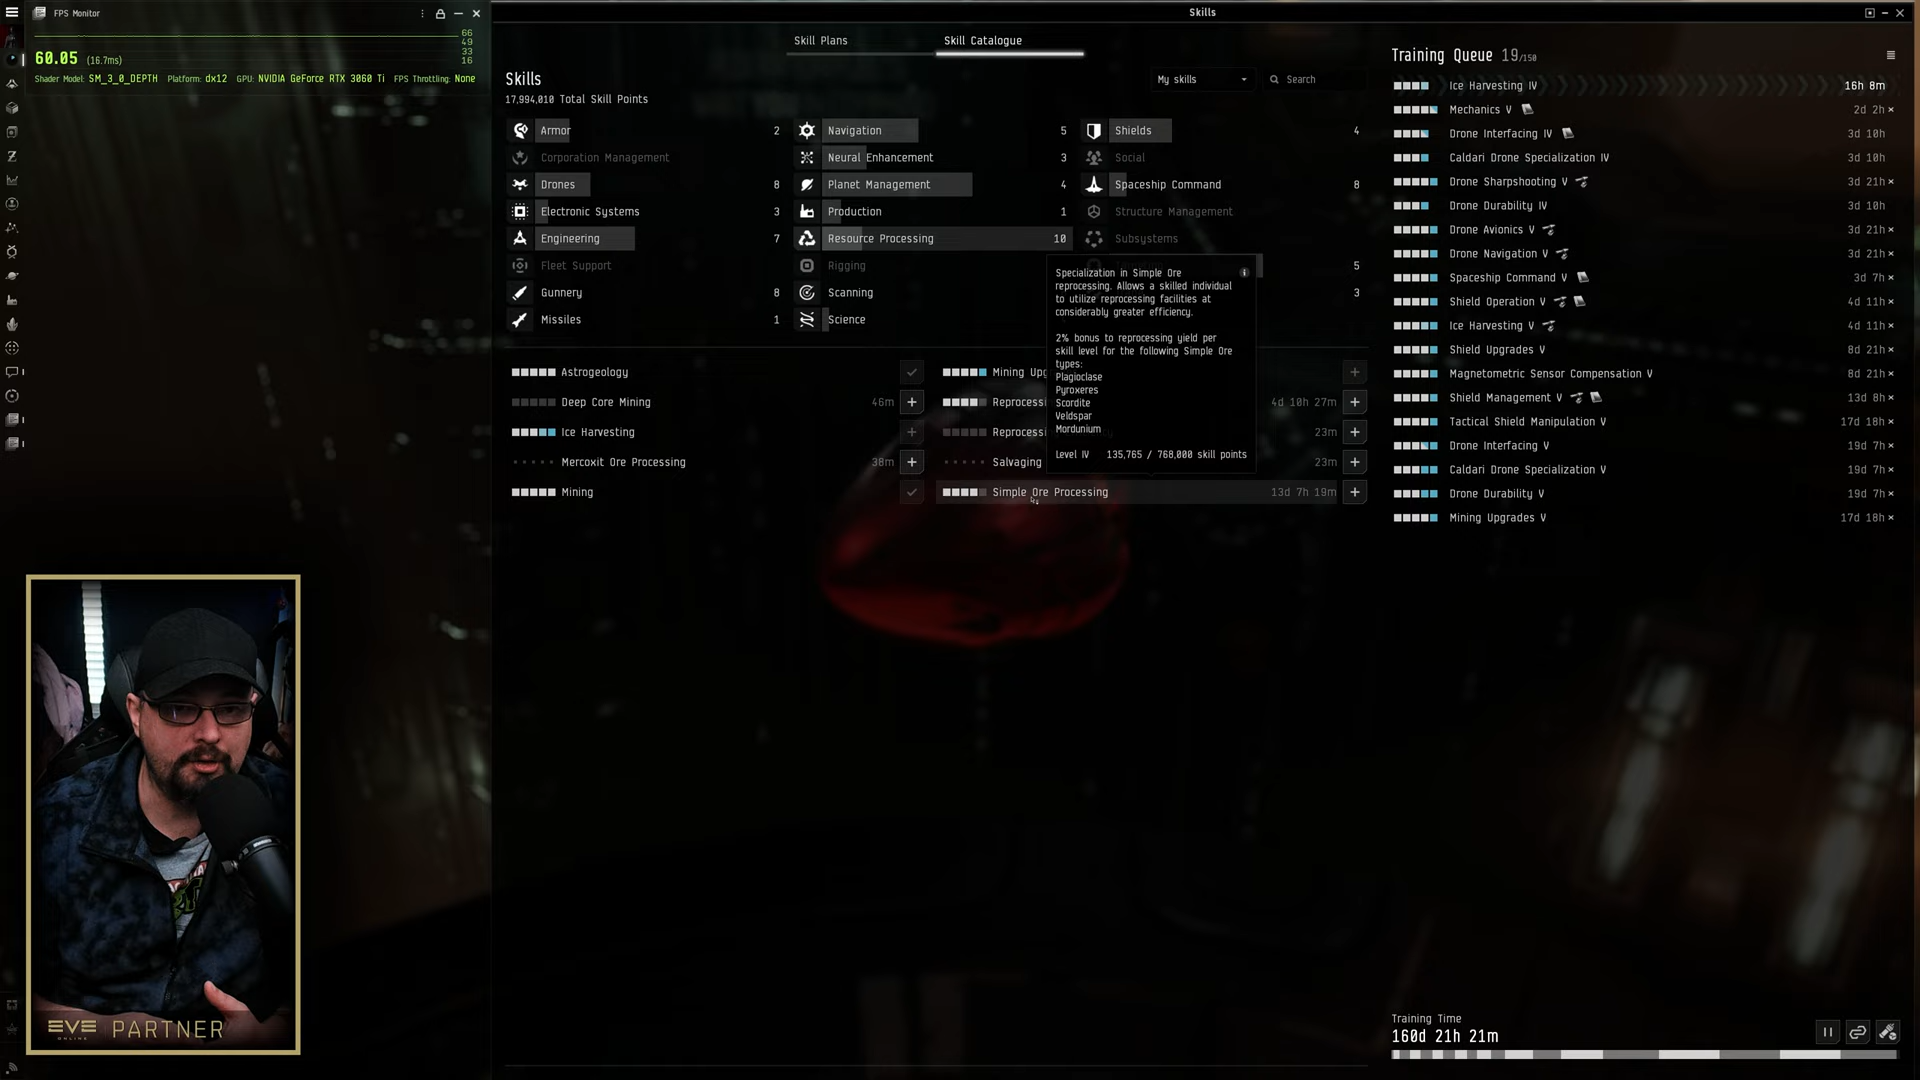 FPS Monitor
66
49
33
16
60.05 (16.7ms)
Shader Model: SM_3_0_DEPTH Platform: dx12 GPU: NVIDIA GeForce RTX 3060 Ti FPS Throttling: None
Skills
Skill Plans
Skill Catalogue
Skills
17,994,010 Total Skill Points
My skills
Search
Armor 2
Navigation 5
Shields 4
Corporation Management
Neural Enhancement 3
Social
Drones 8
Planet Management 4
Spaceship Command 8
Electronic Systems 3
Production 1
Structure Management
Engineering 7
Resource Processing 10
Subsystems
Fleet Support
Rigging
5
Gunnery 8
Scanning
3
Missiles 1
Science
Specialization in Simple Ore
reprocessing. Allows a skilled individual
to utilize reprocessing facilities at
considerably greater efficiency.
2% bonus to reprocessing yield per
skill level for the following Simple Ore
types:
Plagioclase
Pyroxeres
Scordite
Veldspar
Mordunium
Level IV 135,765 / 768,000 skill points
Astrogeology
Mining Upg
Deep Core Mining 46m
Reprocessi 4d 10h 27m
Ice Harvesting
Reprocessi 23m
Mercoxit Ore Processing 38m
Salvaging 23m
Mining
Simple Ore Processing 13d 7h 19m
Training Queue 19/150
Ice Harvesting IV 16h 8m
Mechanics V 2d 2h
Drone Interfacing IV 3d 10h
Caldari Drone Specialization IV 3d 10h
Drone Sharpshooting V 3d 21h
Drone Durability IV 3d 10h
Drone Avionics V 3d 21h
Drone Navigation V 3d 21h
Spaceship Command V 3d 7h
Shield Operation V 4d 11h
Ice Harvesting V 4d 11h
Shield Upgrades V 8d 21h
Magnetometric Sensor Compensation V 8d 21h
Shield Management V 13d 8h
Tactical Shield Manipulation V 17d 18h
Drone Interfacing V 19d 7h
Caldari Drone Specialization V 19d 7h
Drone Durability V 19d 7h
Mining Upgrades V 17d 18h
Training Time
160d 21h 21m
EVE ONLINE PARTNER